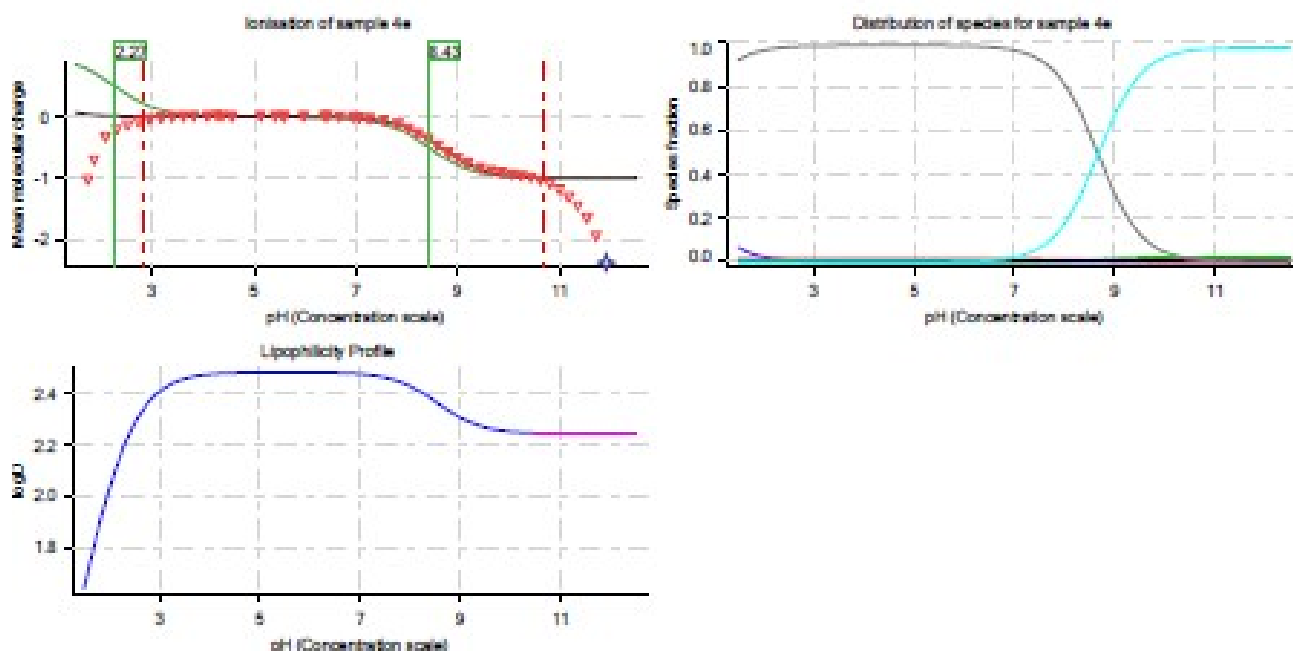 Ionisation of sample 4e
2.27
8.43
0
-1
-2
Mean molecular charge
3 5 7 9 11
pH (Concentration scale)
Distribution of species for sample 4e
1.0
0.8
0.6
0.4
0.2
0.0
Species fraction
3 5 7 9 11
pH (Concentration scale)
Lipophilicity Profile
2.4
2.2
2.0
1.8
logD
3 5 7 9 11
pH (Concentration scale)